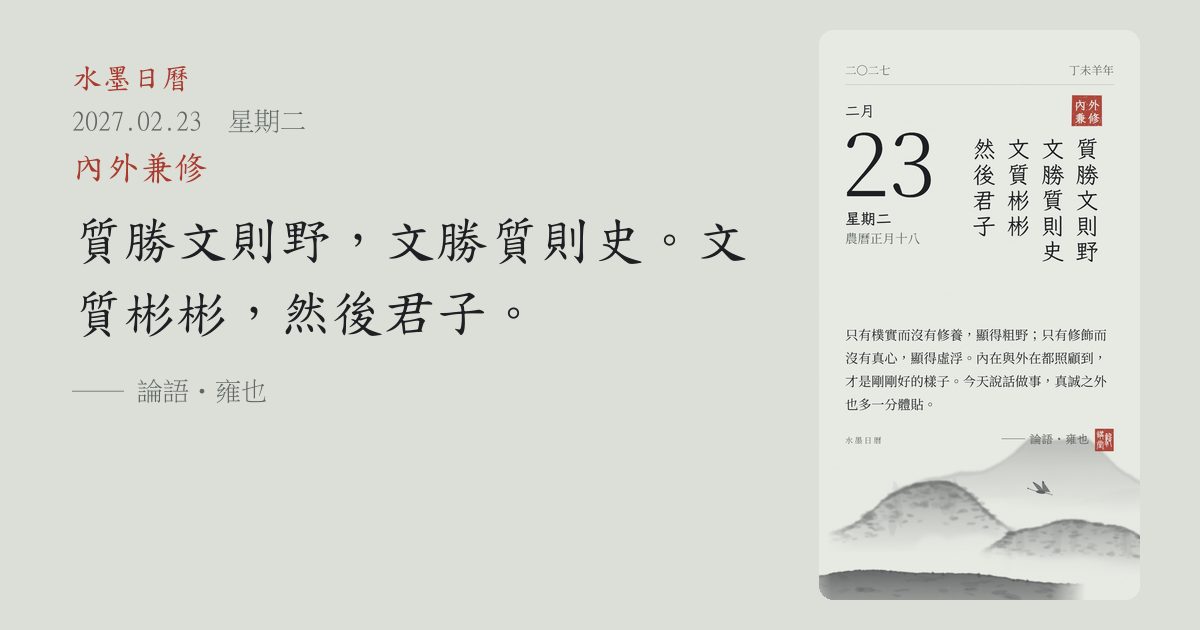 水墨日曆
2027.02.23 星期二
內外兼修
質勝文則野，文勝質則史。文
質彬彬，然後君子。
—— 論語・雍也
二〇二七
丁未羊年
二月
23
星期二
農曆正月十八
內外
兼修
質勝文則野
文勝質則史
文質彬彬
然後君子
只有樸實而沒有修養，顯得粗野；只有修飾而
沒有真心，顯得虛浮。內在與外在都照顧到，
才是剛剛好的樣子。今天說話做事，真誠之外
也多一分體貼。
水墨日曆
—— 論語・雍也